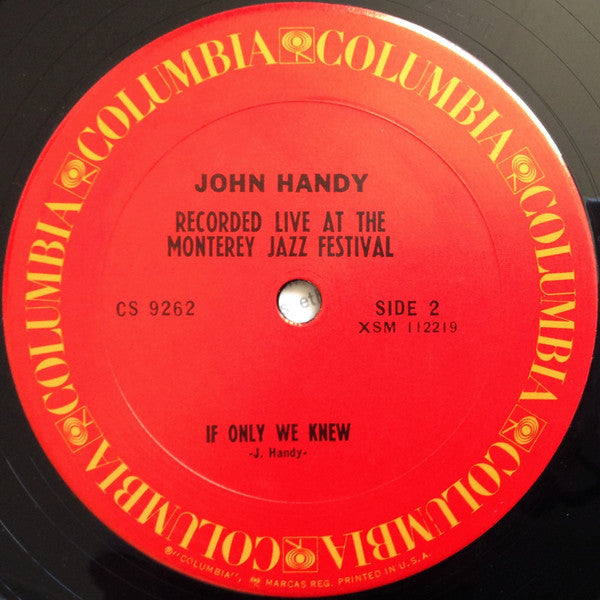 COLUMBIA COLUMBIA COLUMBIA COLUMBIA COLUMBIA COLUMBIA
JOHN HANDY
RECORDED LIVE AT THE
MONTEREY JAZZ FESTIVAL
CS 9262
SIDE 2
XSM 112219
IF ONLY WE KNEW
-J. Handy-
®"COLUMBIA", MARCAS REG. PRINTED IN U.S.A.